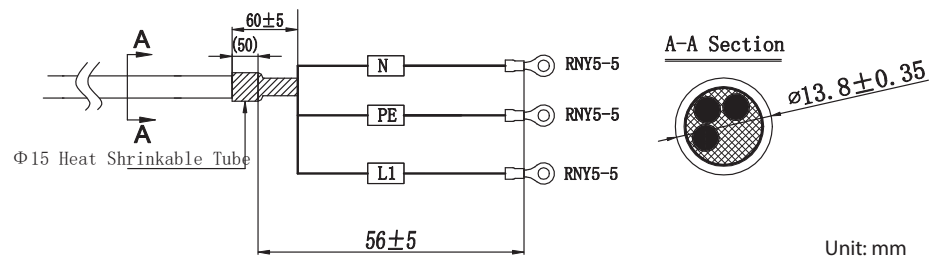 60±5
A
(50)
A-A Section
N
RNY5-5
⌀13.8±0.35
PE
RNY5-5
A
Φ15 Heat Shrinkable Tube
L1
RNY5-5
56±5
Unit: mm